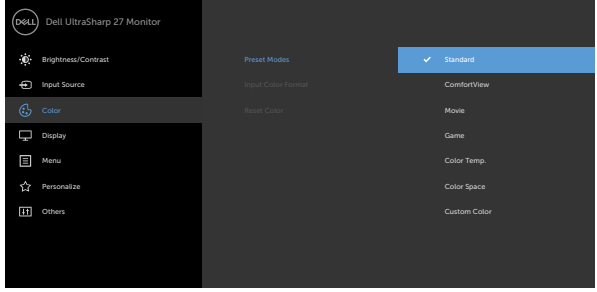 DELL
Dell UltraSharp 27 Monitor
Brightness/Contrast
Input Source
Color
Display
Menu
Personalize
Others
Preset Modes
Input Color Format
Reset Color
Standard
ComfortView
Movie
Game
Color Temp.
Color Space
Custom Color